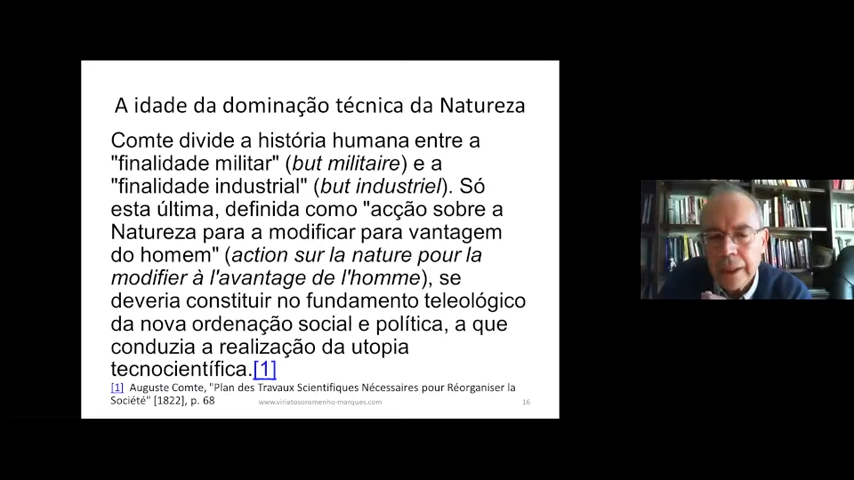 A idade da dominação técnica da Natureza
Comte divide a história humana entre a
"finalidade militar" (but militaire) e a
"finalidade industrial" (but industriel). Só
esta última, definida como "acção sobre a
Natureza para a modificar para vantagem
do homem" (action sur la nature pour la
modifier à l'avantage de l'homme), se
deveria constituir no fundamento teleológico
da nova ordenação social e política, a que
conduzia a realização da utopia
tecnocientífica.[1]
[1] Auguste Comte, "Plan des Travaux Scientifiques Nécessaires pour Réorganiser la
Société" [1822], p. 68
www.viriatosoromenho-marques.com
16